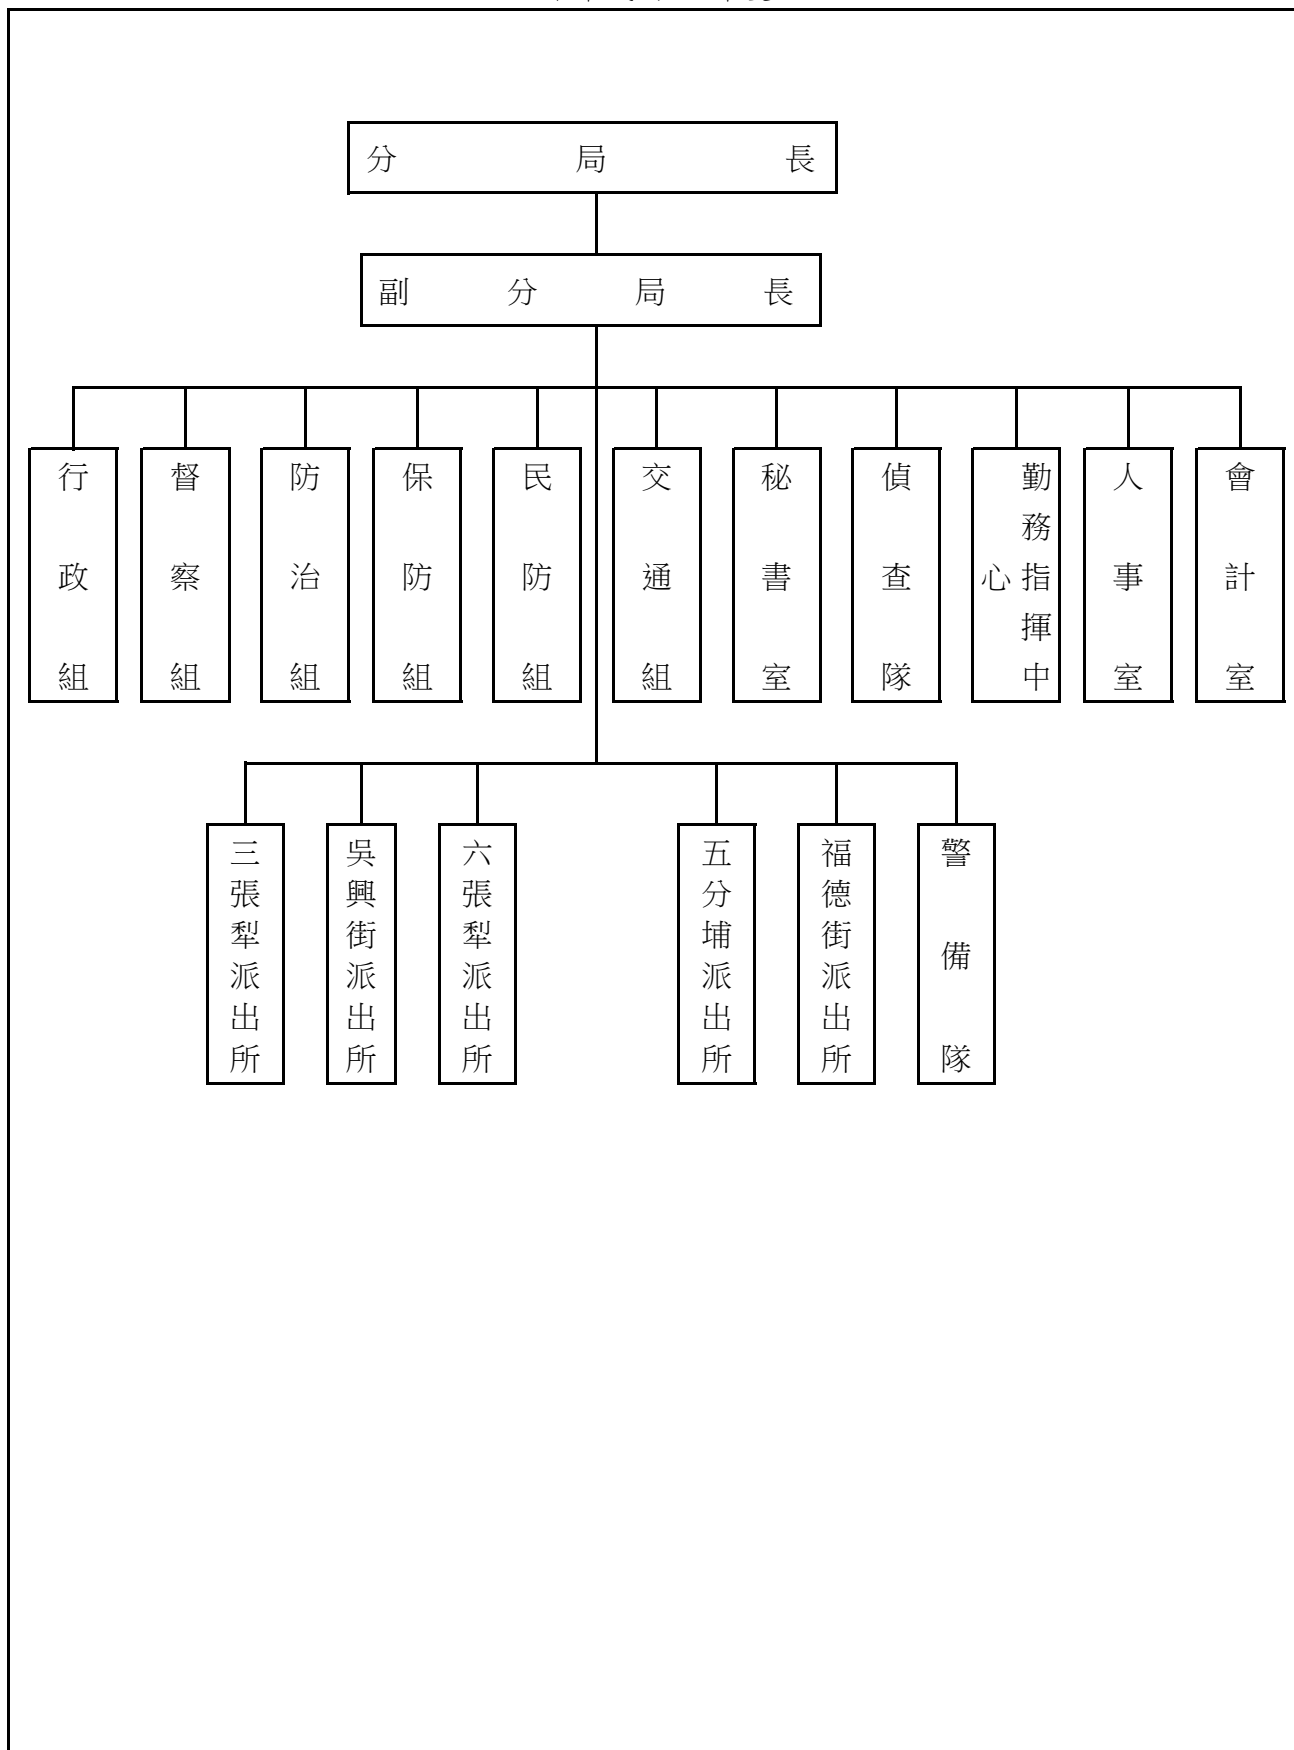 分局長
副分局長
行政組
督察組
防治組
保防組
民防組
交通組
秘書室
偵查隊
勤務指揮中
心
人事室
會計室
三張犁派出所
吳興街派出所
六張犁派出所
五分埔派出所
福德街派出所
警備隊